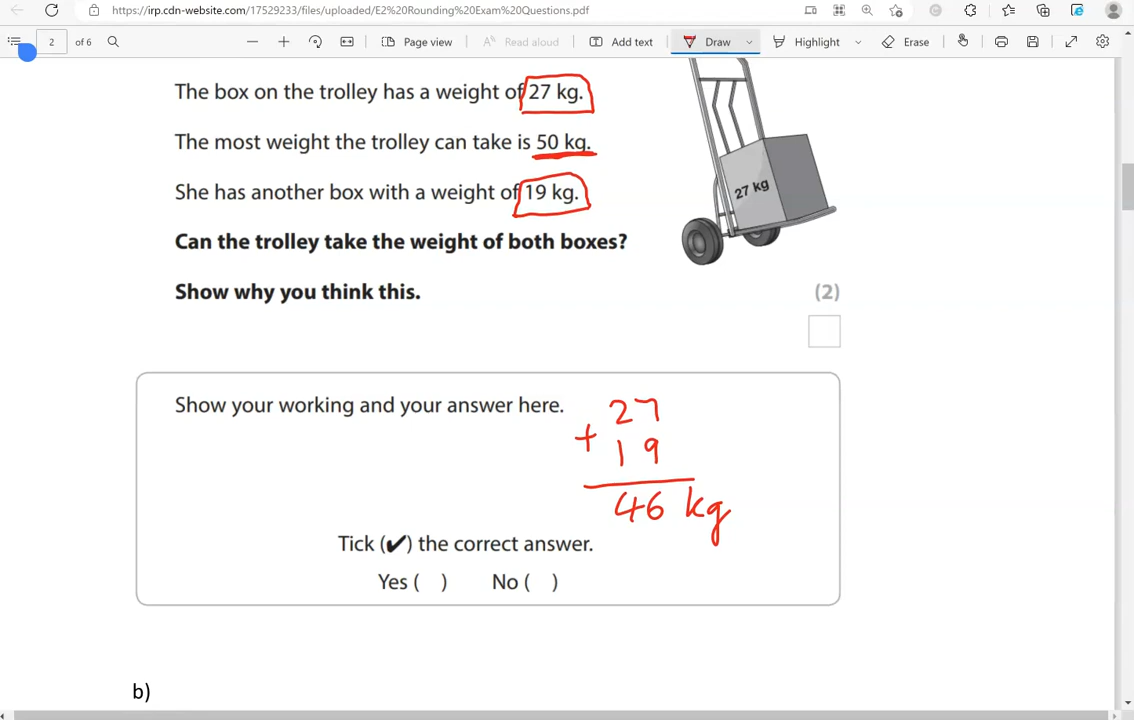 https://irp.cdn-website.com/17529233/files/uploaded/E2%20Rounding%20Exam%20Questions.pdf
2 of 6
Page view
Read aloud
Add text
Draw
Highlight
Erase
The box on the trolley has a weight of 27 kg.
The most weight the trolley can take is 50 kg.
She has another box with a weight of 19 kg.
27 kg
Can the trolley take the weight of both boxes?
Show why you think this.
(2)
Show your working and your answer here.
27
+ 19
46 kg
Tick (✔) the correct answer.
Yes ( ) No ( )
b)